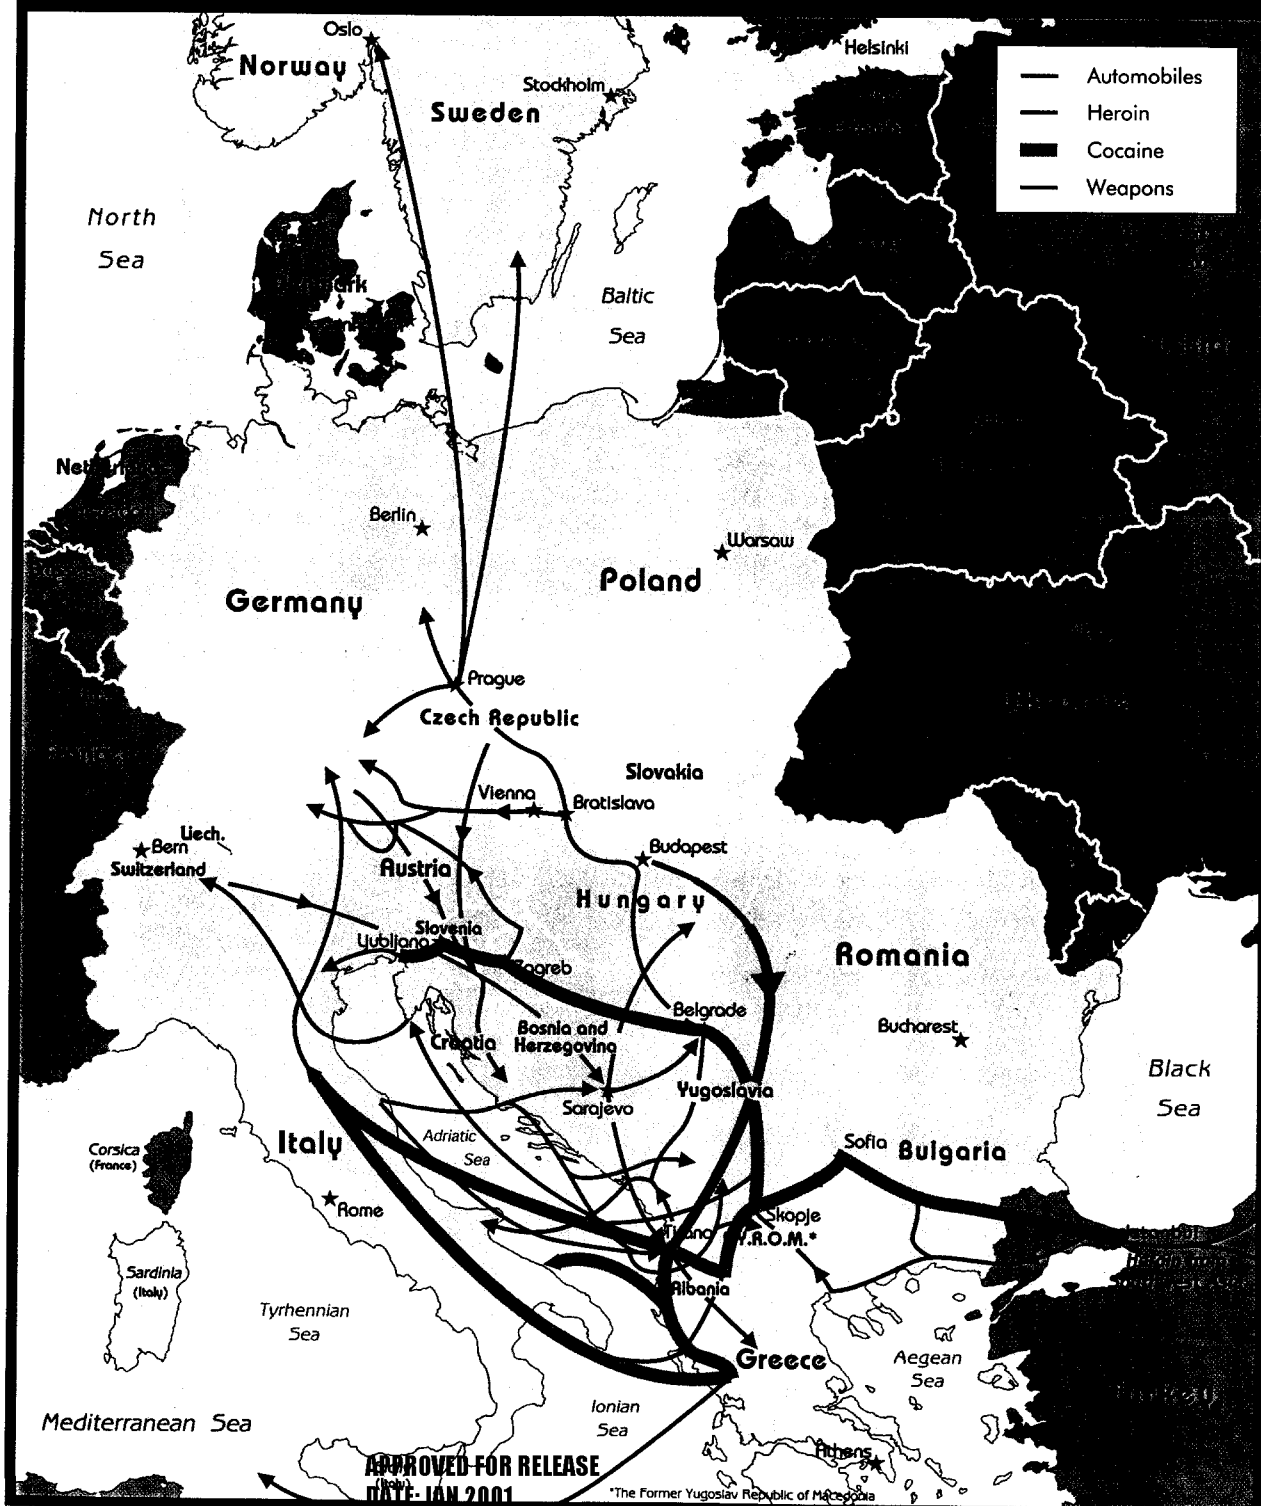 Oslo
Norway
Helsinki
Stockholm
Sweden
Automobiles
Heroin
Cocaine
Weapons
North
Sea
Baltic
Sea
Berlin
Warsaw
Poland
Germany
Prague
Czech Republic
Slovakia
Vienna
Bratislava
Liech.
Bern
Switzerland
Budapest
Austria
Hungary
Slovenia
Ljubljana
Zagreb
Romania
Belgrade
Bucharest
Bosnia and
Herzegovina
Croatia
Black
Sea
Yugoslavia
Sarajevo
Adriatic
Sea
Italy
Corsica
(France)
Sofia
Bulgaria
Rome
Skopje
F.Y.R.O.M.*
Tirana
Sardinia
(Italy)
Albania
Tyrrhenian
Sea
Greece
Aegean
Sea
Mediterranean Sea
Ionian
Sea
Athens
APPROVED FOR RELEASE
DATE: JAN 2001
(Italy)
*The Former Yugoslav Republic of Macedonia